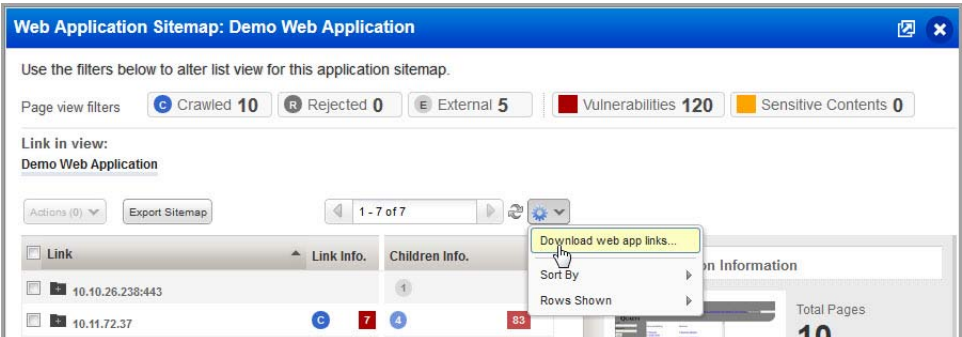 Web Application Sitemap: Demo Web Application
Use the filters below to alter list view for this application sitemap.
Page view filters C Crawled 10 R Rejected 0 E External 5 Vulnerabilities 120 Sensitive Contents 0
Link in view:
Demo Web Application
Actions (0) Export Sitemap 1 - 7 of 7
Download web app links...
Link Link Info. Children Info.
Sort By
on Information
10.10.26.238:443 1
Rows Shown
Total Pages
10.11.72.37 C 7 4 83
10